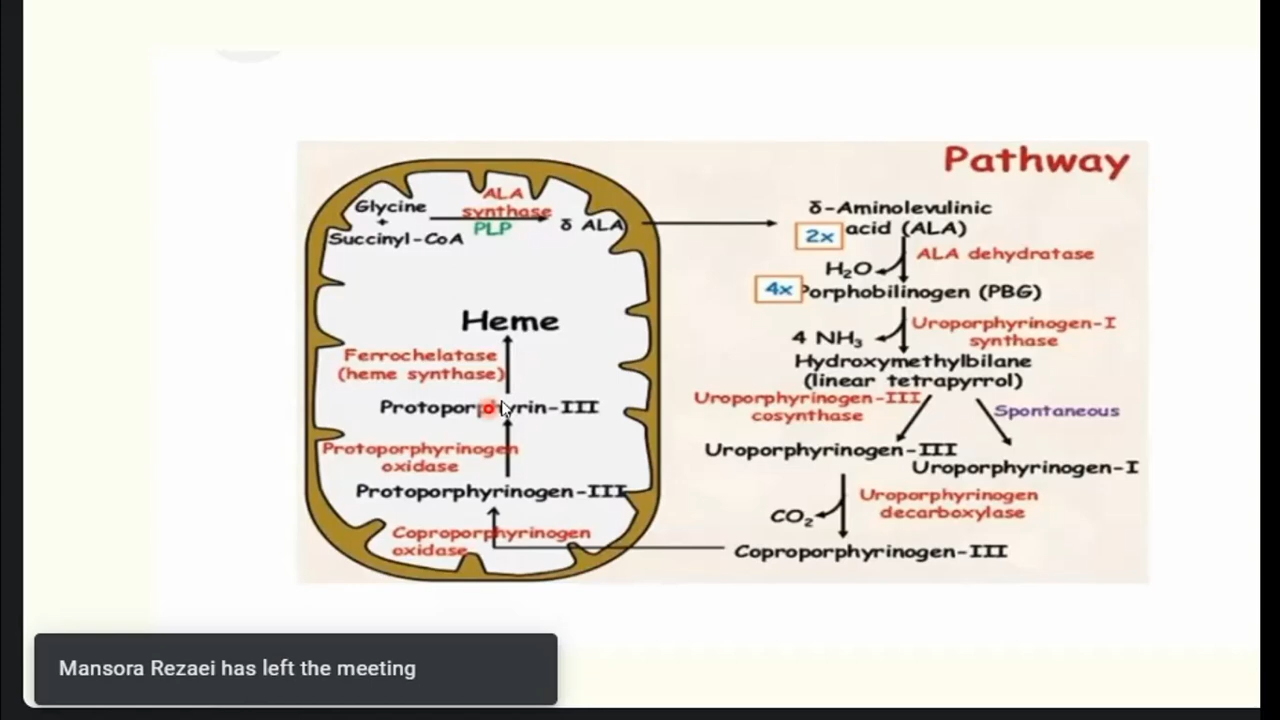 Pathway
Glycine
+
Succinyl-CoA
ALA
synthase
PLP
δ ALA
δ-Aminolevulinic
acid (ALA)
2x
ALA dehydratase
H₂O
4x
Porphobilinogen (PBG)
Uroporphyrinogen-I
synthase
4 NH₃
Hydroxymethylbilane
(linear tetrapyrrol)
Uroporphyrinogen-III
cosynthase
Spontaneous
Uroporphyrinogen-III
Uroporphyrinogen-I
Uroporphyrinogen
decarboxylase
CO₂
Coproporphyrinogen-III
Coproporphyrinogen
oxidase
Protoporphyrinogen-III
Protoporphyrinogen
oxidase
Protoporphyrin-III
Ferrochelatase
(heme synthase)
Heme
Mansora Rezaei has left the meeting